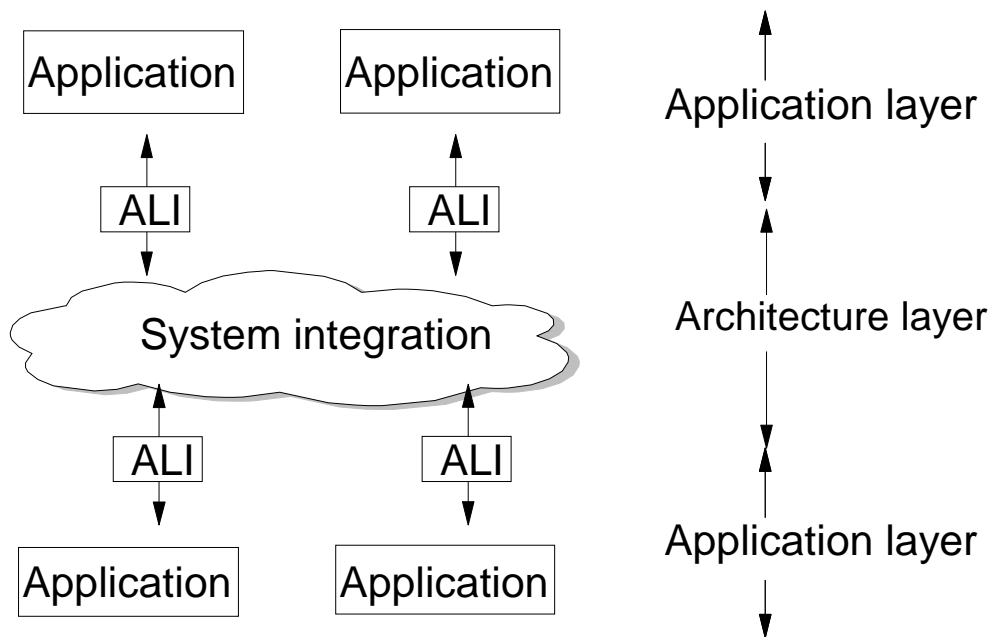 Application
Application
Application layer
ALI
ALI
System integration
Architecture layer
ALI
ALI
Application layer
Application
Application